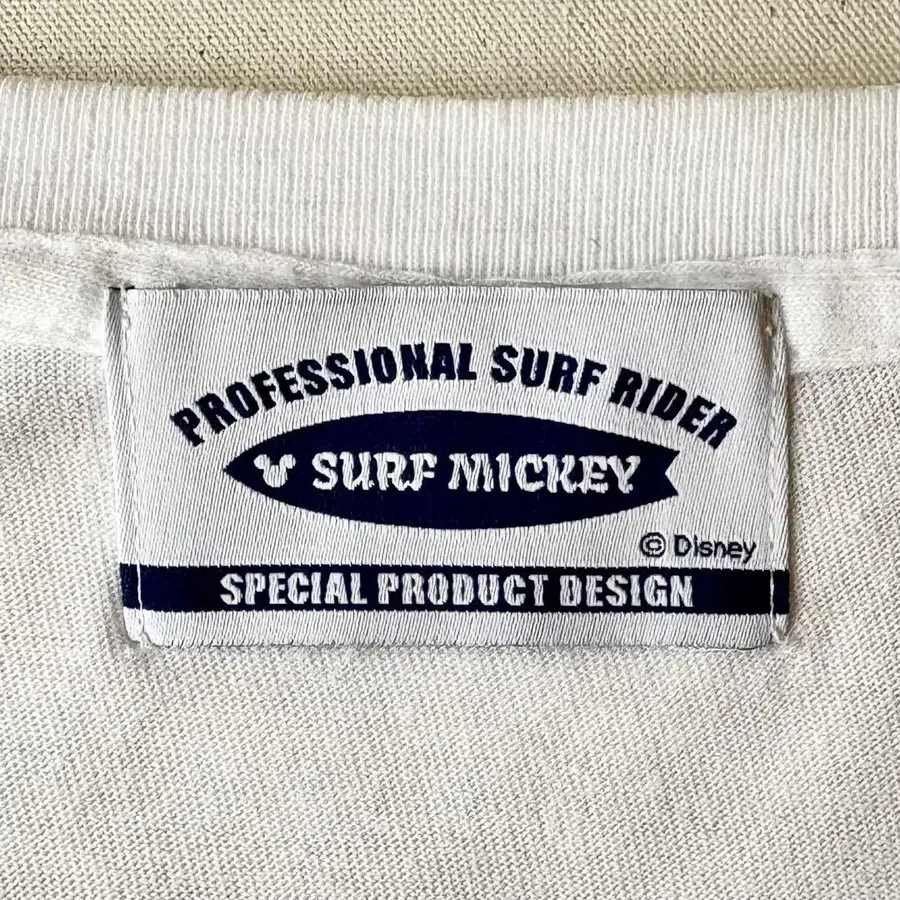 PROFESSIONAL SURF RIDER
SURF MICKEY
© Disney
SPECIAL PRODUCT DESIGN